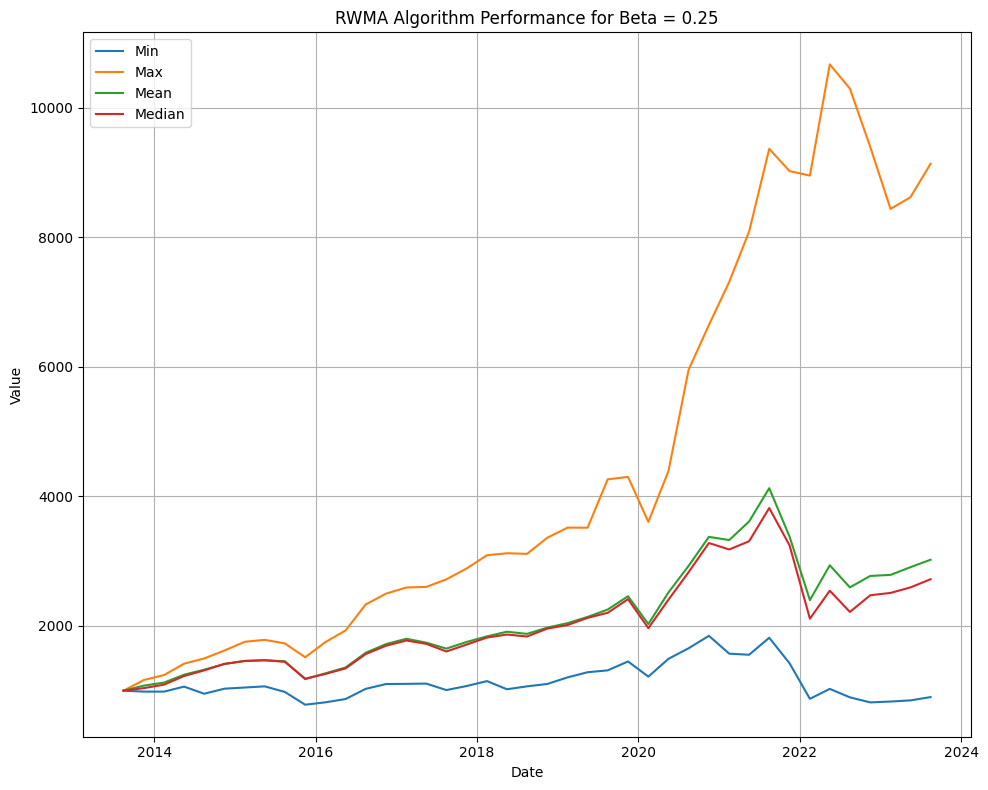 RWMA Algorithm Performance for Beta = 0.25
Min
Max
Mean
Median
10000
8000
6000
4000
2000
Value
2014
2016
2018
2020
2022
2024
Date